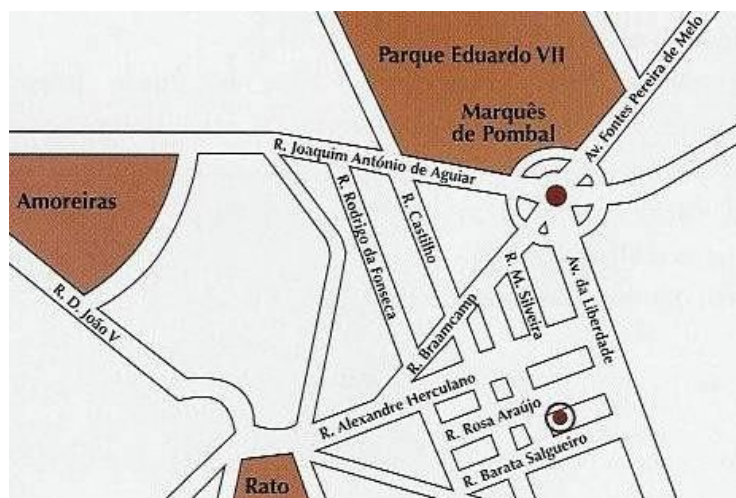 Parque Eduardo VII
Marquês
de Pombal
Av. Fontes Pereira de Melo
R. Joaquim António de Aguiar
Amoreiras
R. Castilho
R. Rodrigo da Fonseca
R. D. João V
R. Braamcamp
R. M. Silveira
Av. da Liberdade
R. Alexandre Herculano
R. Rosa Araújo
R. Barata Salgueiro
Rato